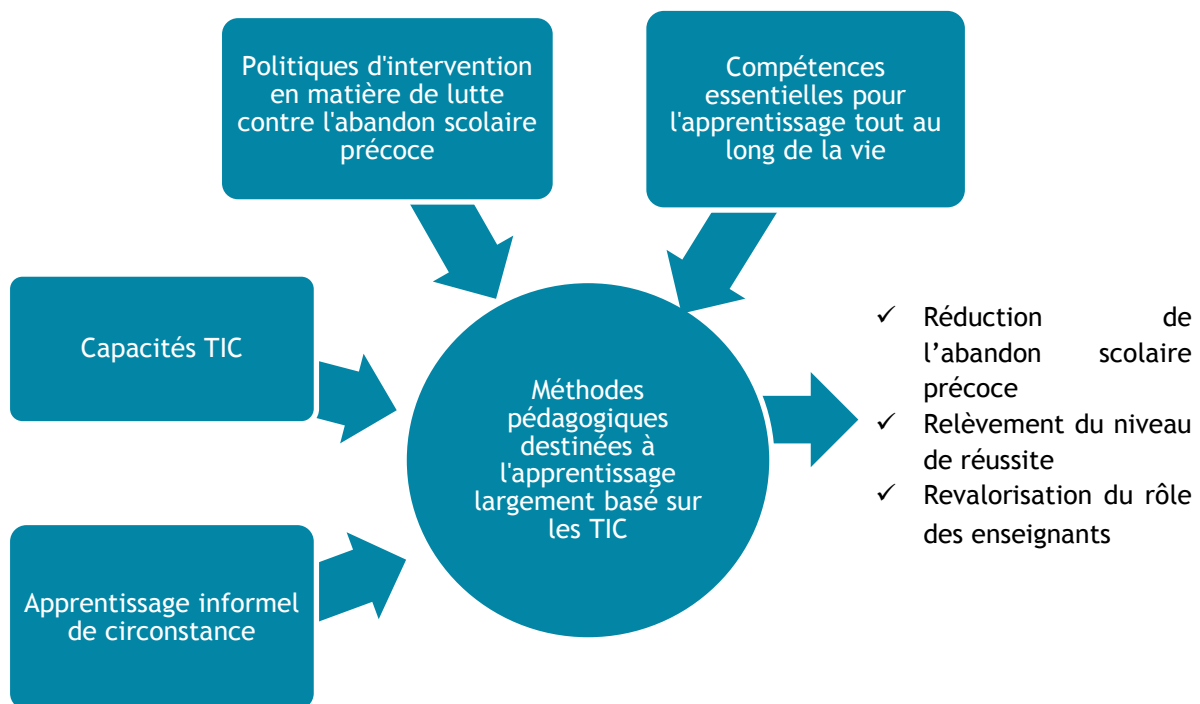 Politiques d'intervention
en matière de lutte
contre l'abandon scolaire
précoce
Compétences
essentielles pour
l'apprentissage tout au
long de la vie
Capacités TIC
Apprentissage informel
de circonstance
Méthodes
pédagogiques
destinées à
l'apprentissage
largement basé sur
les TIC
✓ Réduction de
l’abandon scolaire
précoce
✓ Relèvement du niveau
de réussite
✓ Revalorisation du rôle
des enseignants